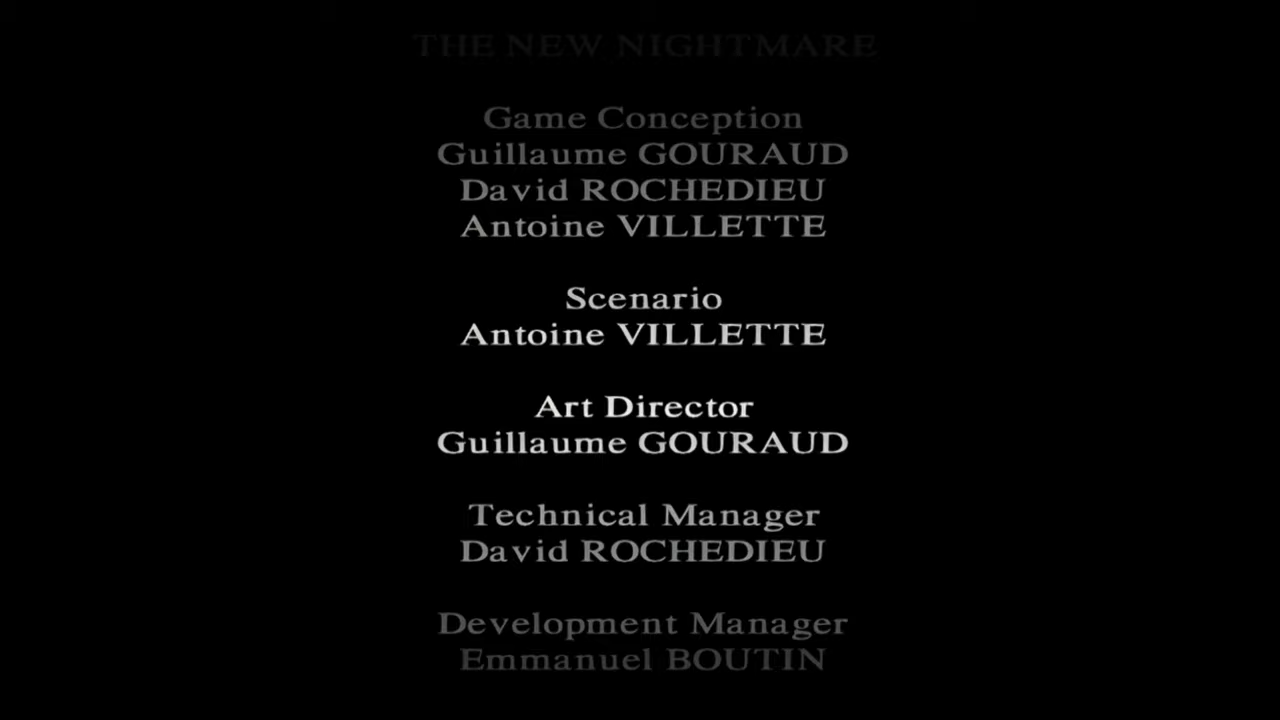 THE NEW NIGHTMARE
Game Conception
Guillaume GOURAUD
David ROCHEDIEU
Antoine VILLETTE
Scenario
Antoine VILLETTE
Art Director
Guillaume GOURAUD
Technical Manager
David ROCHEDIEU
Development Manager
Emmanuel BOUTIN